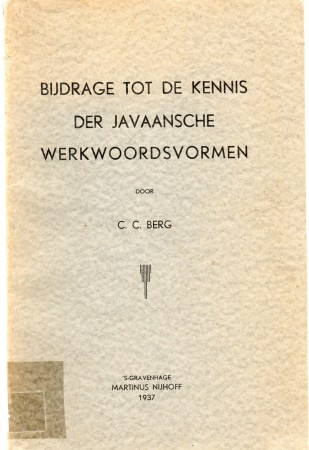 BIJDRAGE TOT DE KENNIS
DER JAVAANSCHE
WERKWOORDSVORMEN
DOOR
C. C. BERG
'S-GRAVENHAGE
MARTINUS NIJHOFF
1937